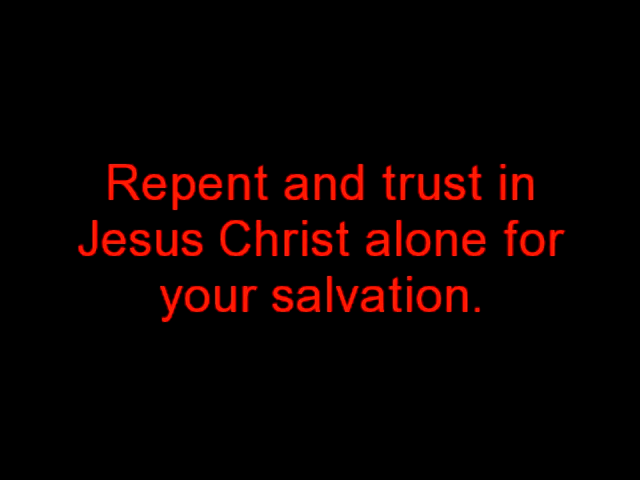 Repent and trust in
Jesus Christ alone for
your salvation.